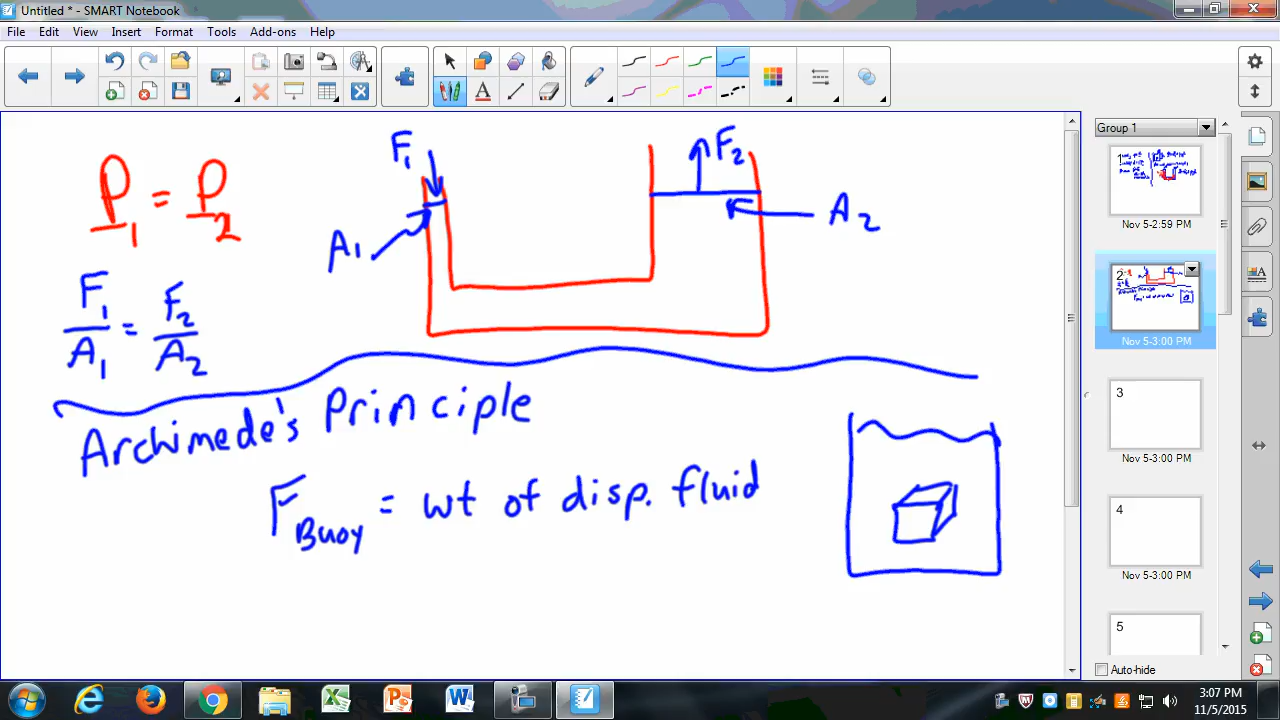 Untitled * - SMART Notebook
File Edit View Insert Format Tools Add-ons Help
Group 1
Nov 5-2:59 PM
2
Nov 5-3:00 PM
3
Nov 5-3:00 PM
4
Nov 5-3:00 PM
5
Auto-hide
P1 = P2
F1
F2
A1
A2
F1/A1 = F2/A2
Archimede's Principle
FBuoy = wt of disp. fluid
3:07 PM
11/5/2015